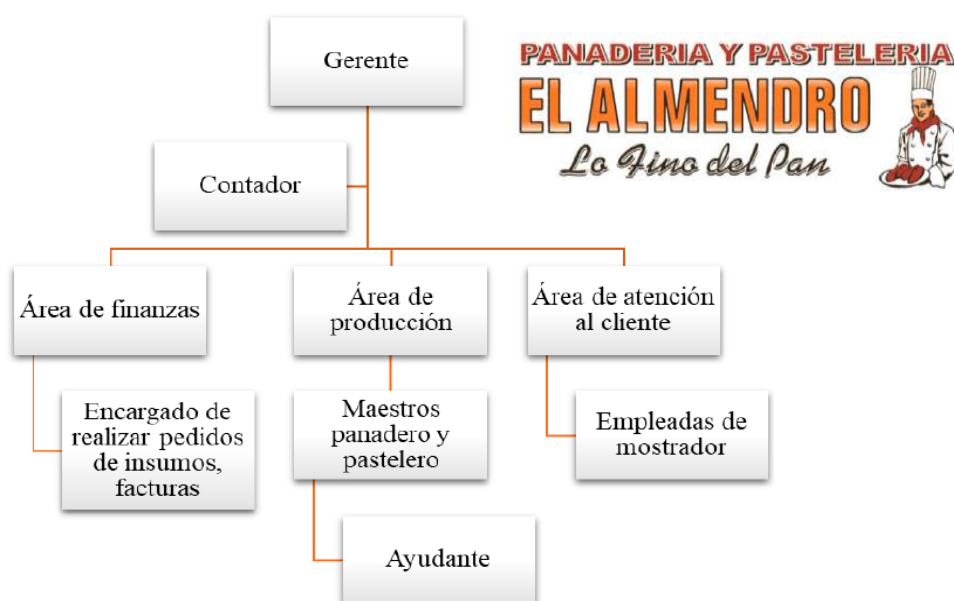 Gerente
PANADERIA Y PASTELERIA
EL ALMENDRO
Lo Fino del Pan
Contador
Área de finanzas
Área de
producción
Área de atención
al cliente
Encargado de
realizar pedidos
de insumos,
facturas
Maestros
panadero y
pastelero
Empleadas de
mostrador
Ayudante